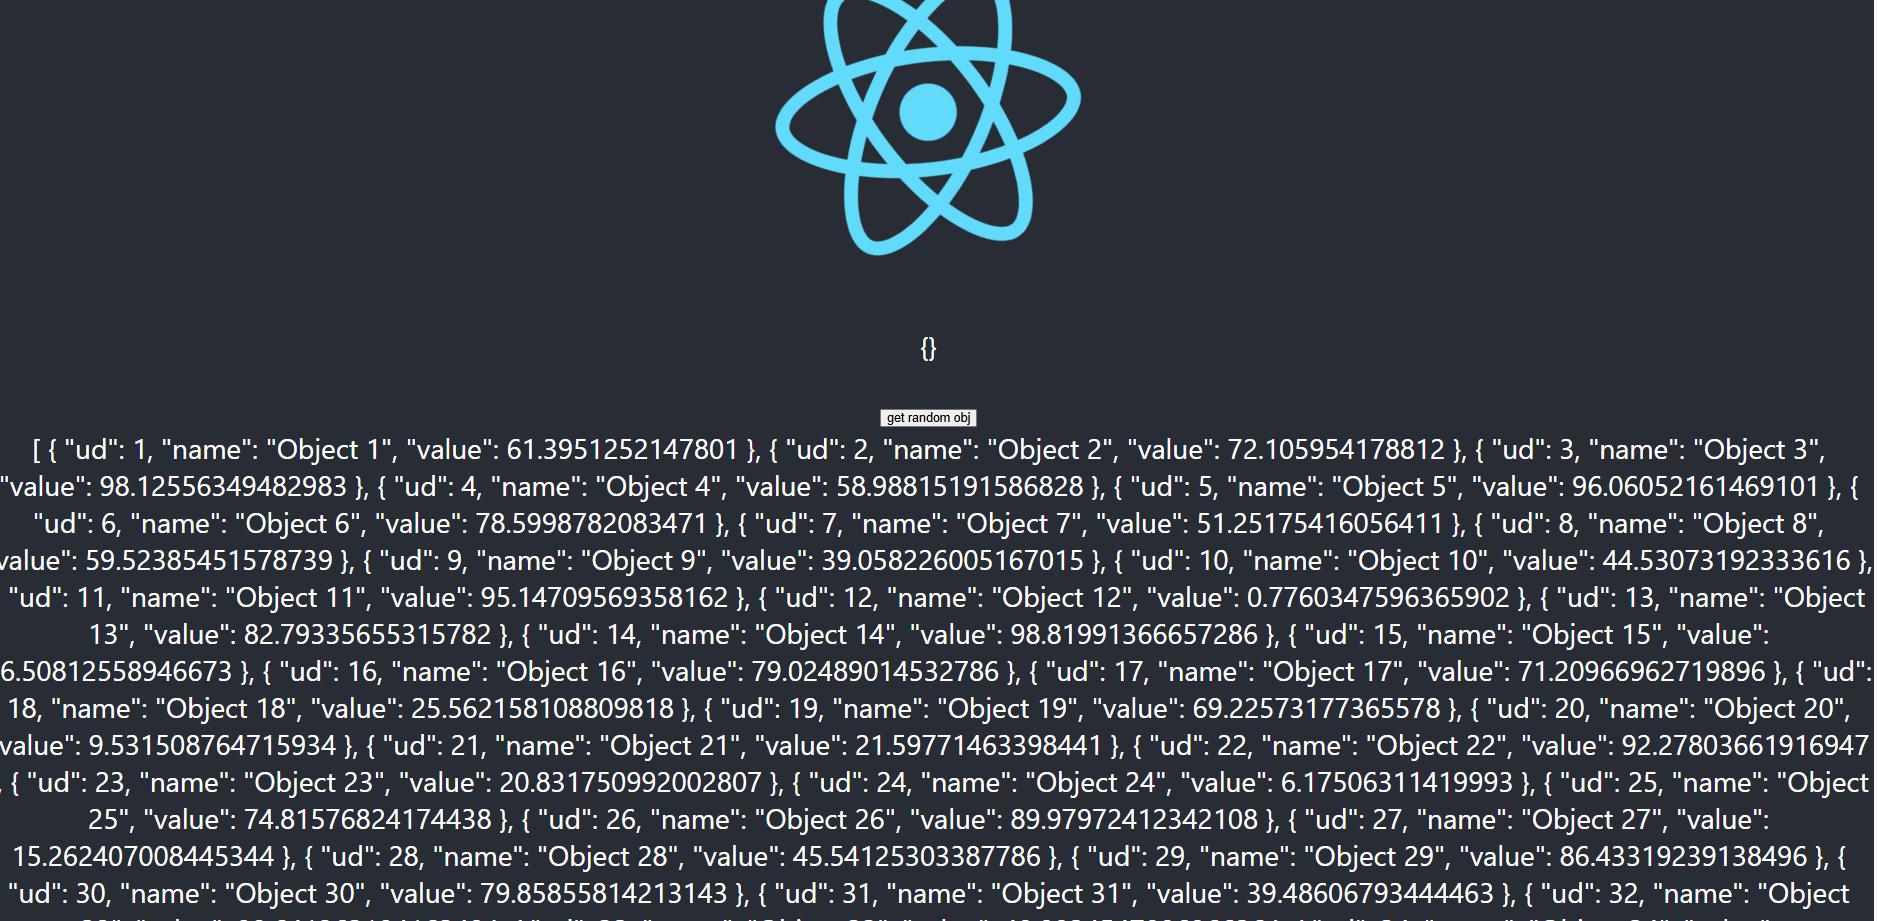 {}
get random obj
[ { "ud": 1, "name": "Object 1", "value": 61.3951252147801 }, { "ud": 2, "name": "Object 2", "value": 72.105954178812 }, { "ud": 3, "name": "Object 3",
"value": 98.12556349482983 }, { "ud": 4, "name": "Object 4", "value": 58.98815191586828 }, { "ud": 5, "name": "Object 5", "value": 96.06052161469101 }, {
"ud": 6, "name": "Object 6", "value": 78.5998782083471 }, { "ud": 7, "name": "Object 7", "value": 51.25175416056411 }, { "ud": 8, "name": "Object 8",
value": 59.52385451578739 }, { "ud": 9, "name": "Object 9", "value": 39.058226005167015 }, { "ud": 10, "name": "Object 10", "value": 44.53073192333616 },
"ud": 11, "name": "Object 11", "value": 95.14709569358162 }, { "ud": 12, "name": "Object 12", "value": 0.7760347596365902 }, { "ud": 13, "name": "Object
13", "value": 82.79335655315782 }, { "ud": 14, "name": "Object 14", "value": 98.81991366657286 }, { "ud": 15, "name": "Object 15", "value":
6.50812558946673 }, { "ud": 16, "name": "Object 16", "value": 79.02489014532786 }, { "ud": 17, "name": "Object 17", "value": 71.20966962719896 }, { "ud":
18, "name": "Object 18", "value": 25.562158108809818 }, { "ud": 19, "name": "Object 19", "value": 69.22573177365578 }, { "ud": 20, "name": "Object 20",
value": 9.531508764715934 }, { "ud": 21, "name": "Object 21", "value": 21.59771463398441 }, { "ud": 22, "name": "Object 22", "value": 92.27803661916947
, { "ud": 23, "name": "Object 23", "value": 20.831750992002807 }, { "ud": 24, "name": "Object 24", "value": 6.17506311419993 }, { "ud": 25, "name": "Object
25", "value": 74.81576824174438 }, { "ud": 26, "name": "Object 26", "value": 89.97972412342108 }, { "ud": 27, "name": "Object 27", "value":
15.262407008445344 }, { "ud": 28, "name": "Object 28", "value": 45.54125303387786 }, { "ud": 29, "name": "Object 29", "value": 86.43319239138496 }, {
"ud": 30, "name": "Object 30", "value": 79.85855814213143 }, { "ud": 31, "name": "Object 31", "value": 39.48606793444463 }, { "ud": 32, "name": "Object